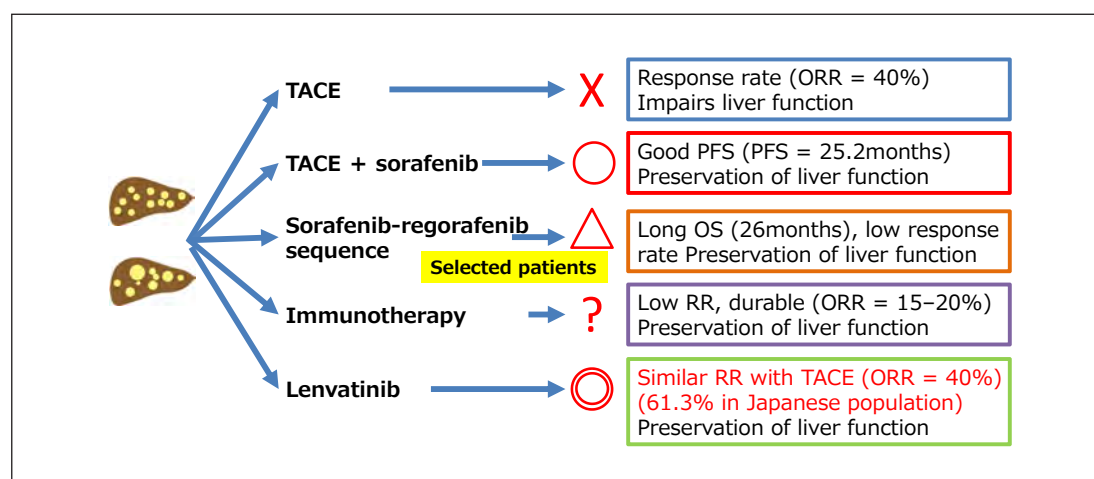 TACE
X
Response rate (ORR = 40%)
Impairs liver function
TACE + sorafenib
Good PFS (PFS = 25.2months)
Preservation of liver function
Sorafenib-regorafenib
sequence
Selected patients
Long OS (26months), low response
rate Preservation of liver function
Immunotherapy
?
Low RR, durable (ORR = 15–20%)
Preservation of liver function
Lenvatinib
Similar RR with TACE (ORR = 40%)
(61.3% in Japanese population)
Preservation of liver function